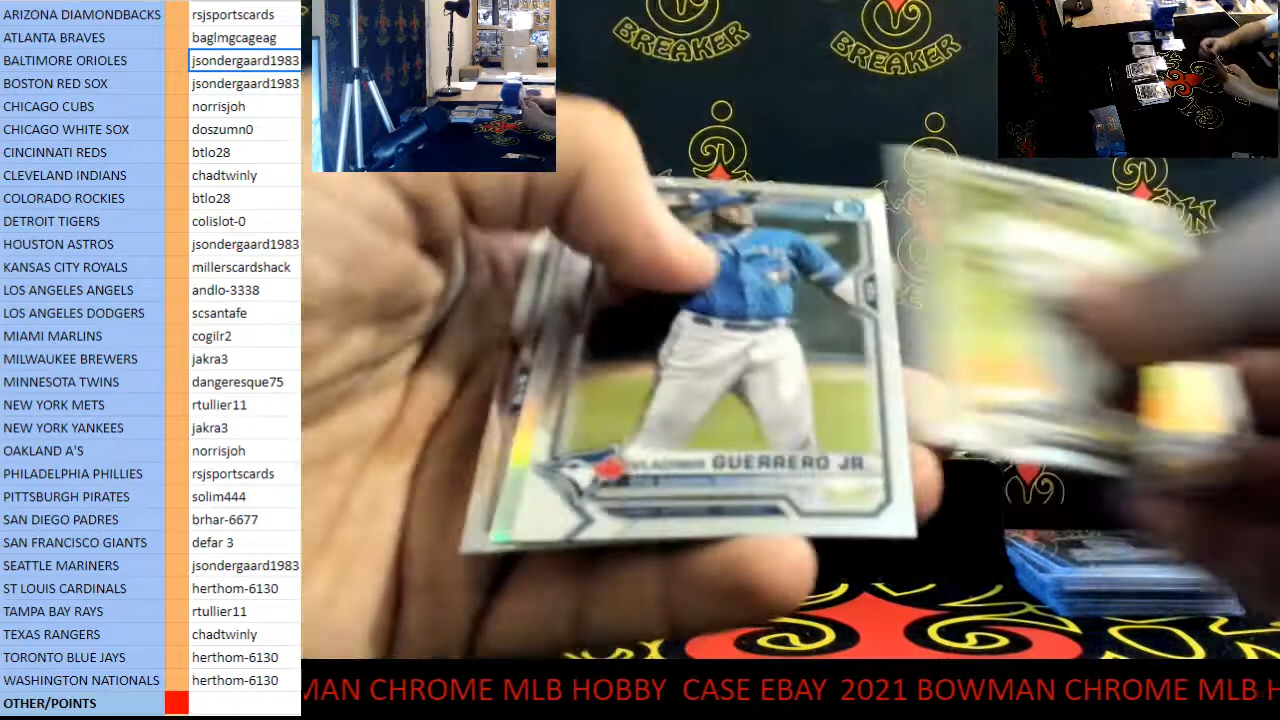 ARIZONA DIAMONDBACKS rsjsportscards
ATLANTA BRAVES baglmgcageag
BALTIMORE ORIOLES jsondergaard1983
BOSTON RED SOX jsondergaard1983
CHICAGO CUBS norrisjoh
CHICAGO WHITE SOX doszumn0
CINCINNATI REDS btlo28
CLEVELAND INDIANS chadtwinly
COLORADO ROCKIES btlo28
DETROIT TIGERS colislot-0
HOUSTON ASTROS jsondergaard1983
KANSAS CITY ROYALS millerscardshack
LOS ANGELES ANGELS andlo-3338
LOS ANGELES DODGERS scsantafe
MIAMI MARLINS cogilr2
MILWAUKEE BREWERS jakra3
MINNESOTA TWINS dangeresque75
NEW YORK METS rtullier11
NEW YORK YANKEES jakra3
OAKLAND A'S norrisjoh
PHILADELPHIA PHILLIES rsjsportscards
PITTSBURGH PIRATES solim444
SAN DIEGO PADRES brhar-6677
SAN FRANCISCO GIANTS defar 3
SEATTLE MARINERS jsondergaard1983
ST LOUIS CARDINALS herthom-6130
TAMPA BAY RAYS rtullier11
TEXAS RANGERS chadtwinly
TORONTO BLUE JAYS herthom-6130
WASHINGTON NATIONALS herthom-6130
OTHER/POINTS
BREAKER
BREAKER
VLADIMIR GUERRERO JR
MAN CHROME MLB HOBBY CASE EBAY 2021 BOWMAN CHROME MLB H